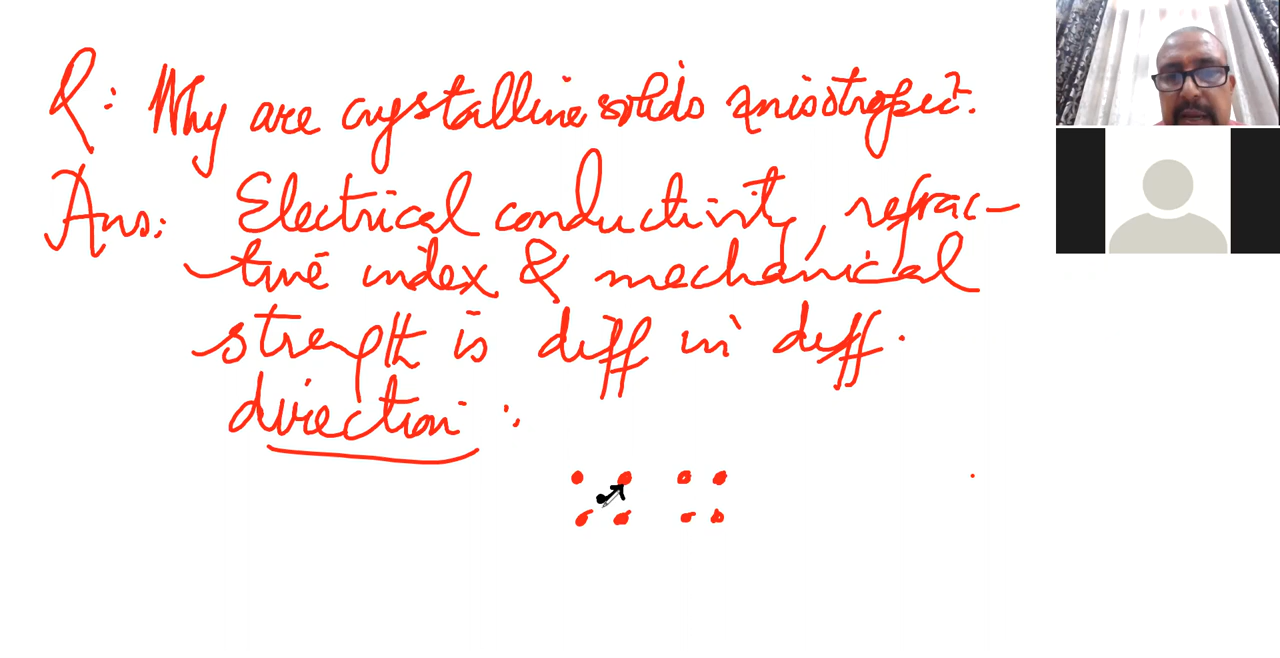 Q: Why are crystalline solids anisotropic?
Ans: Electrical conductivity, refrac-
tive index & mechanical
strength is diff in diff.
direction :